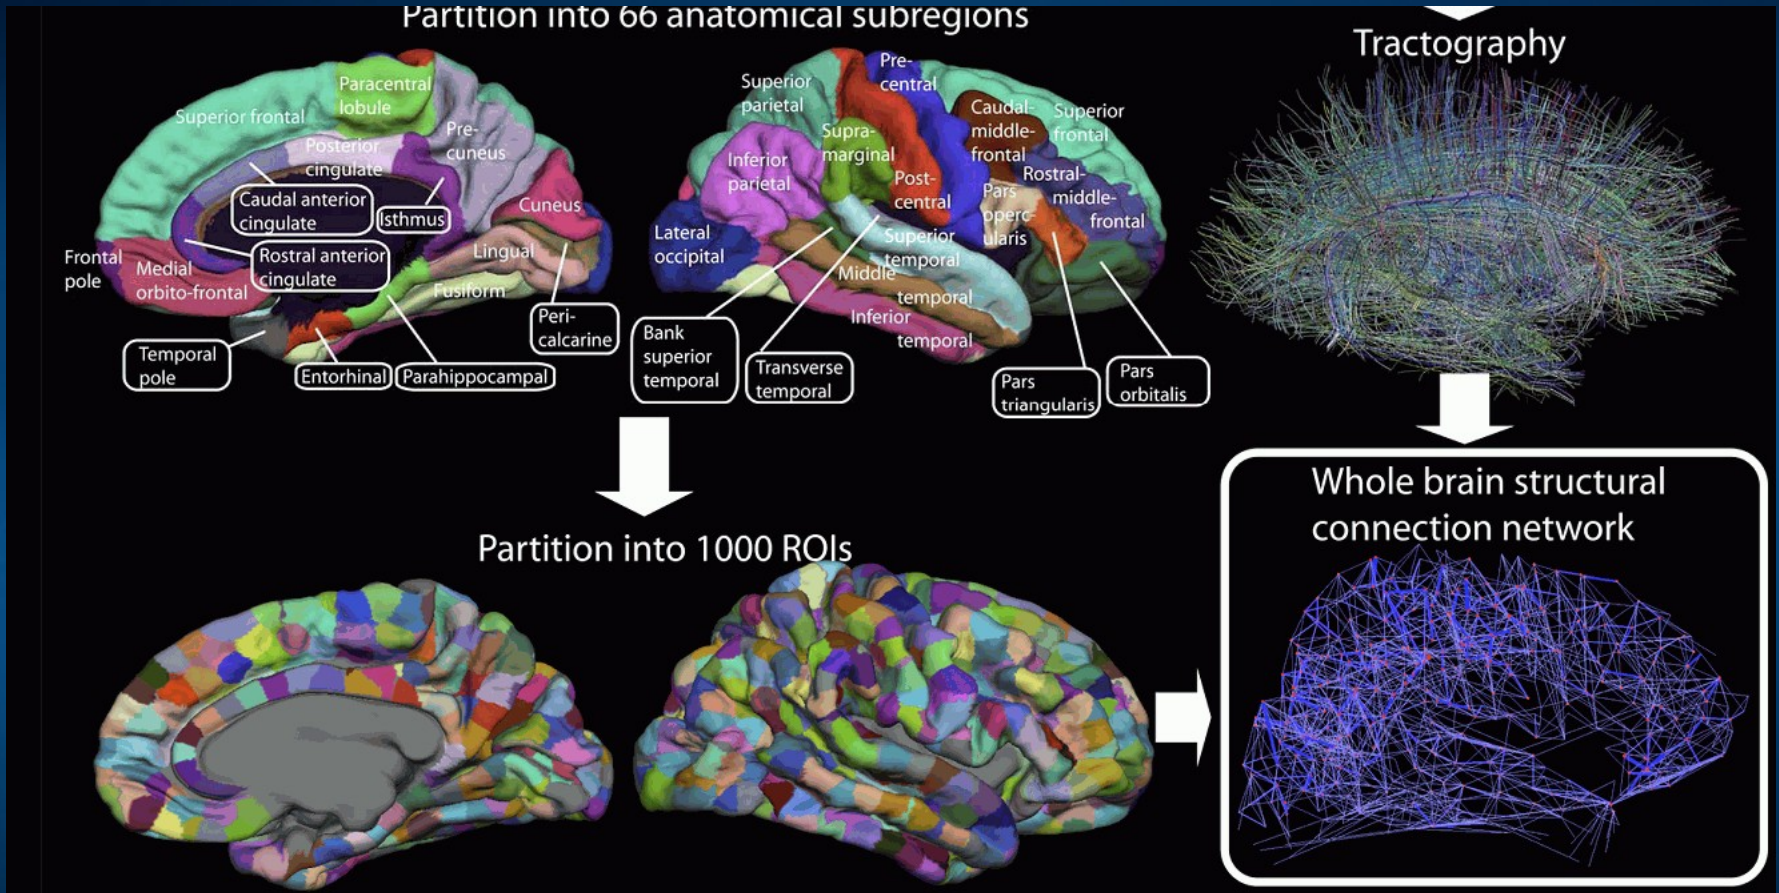 Partition into 66 anatomical subregions
Tractography
Paracentral
lobule
Superior frontal
Pre-
cuneus
Posterior
cingulate
Caudal anterior
cingulate
Isthmus
Cuneus
Rostral anterior
cingulate
Lingual
Frontal
pole
Medial
orbito-frontal
Fusiform
Peri-
calcarine
Temporal
pole
Entorhinal
Parahippocampal
Superior
parietal
Pre-
central
Caudal-
middle-
frontal
Superior
frontal
Supra-
marginal
Inferior
parietal
Post-
central
Rostral-
middle-
frontal
Pars
operc-
ularis
Lateral
occipital
Superior
temporal
Middle
temporal
Inferior
temporal
Bank
superior
temporal
Transverse
temporal
Pars
triangularis
Pars
orbitalis
Whole brain structural
connection network
Partition into 1000 ROIs